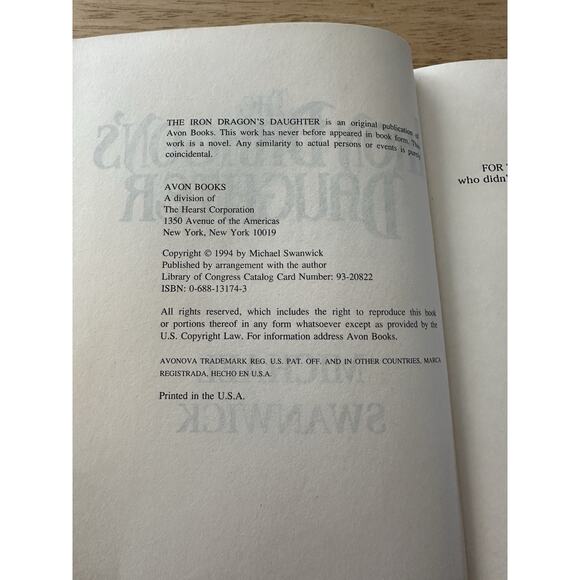 THE IRON DRAGON'S DAUGHTER is an original publication of
Avon Books. This work has never before appeared in book form. This
work is a novel. Any similarity to actual persons or events is purely
coincidental.
AVON BOOKS
A division of
The Hearst Corporation
1350 Avenue of the Americas
New York, New York 10019
Copyright © 1994 by Michael Swanwick
Published by arrangement with the author
Library of Congress Catalog Card Number: 93-20822
ISBN: 0-688-13174-3
All rights reserved, which includes the right to reproduce this book
or portions thereof in any form whatsoever except as provided by the
U.S. Copyright Law. For information address Avon Books.
AVONOVA TRADEMARK REG. U.S. PAT. OFF. AND IN OTHER COUNTRIES, MARCA
REGISTRADA, HECHO EN U.S.A.
Printed in the U.S.A.
FOR
who didn'